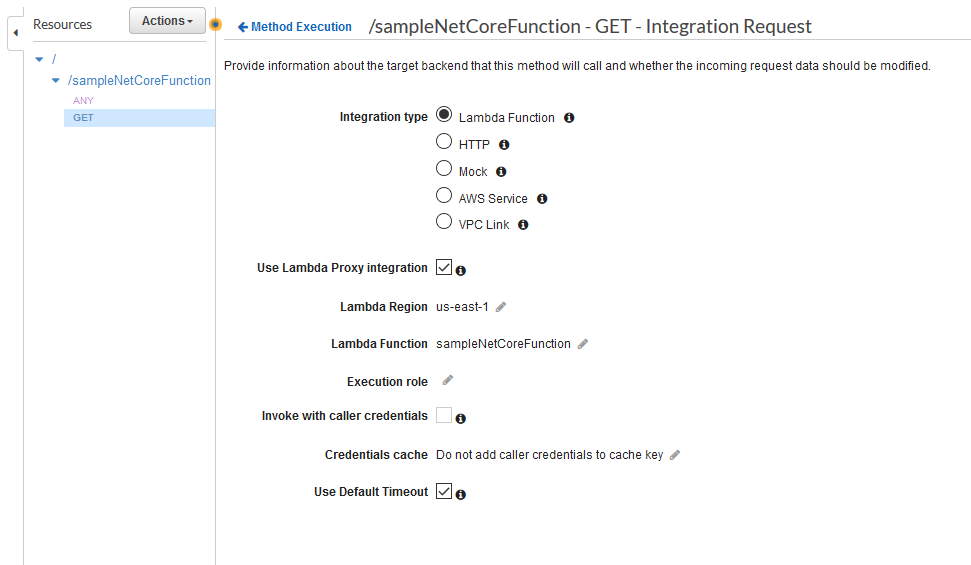 Resources
Actions
Method Execution
/sampleNetCoreFunction - GET - Integration Request
/
/sampleNetCoreFunction
ANY
GET
Provide information about the target backend that this method will call and whether the incoming request data should be modified.
Integration type
Lambda Function
HTTP
Mock
AWS Service
VPC Link
Use Lambda Proxy integration
Lambda Region us-east-1
Lambda Function sampleNetCoreFunction
Execution role
Invoke with caller credentials
Credentials cache Do not add caller credentials to cache key
Use Default Timeout